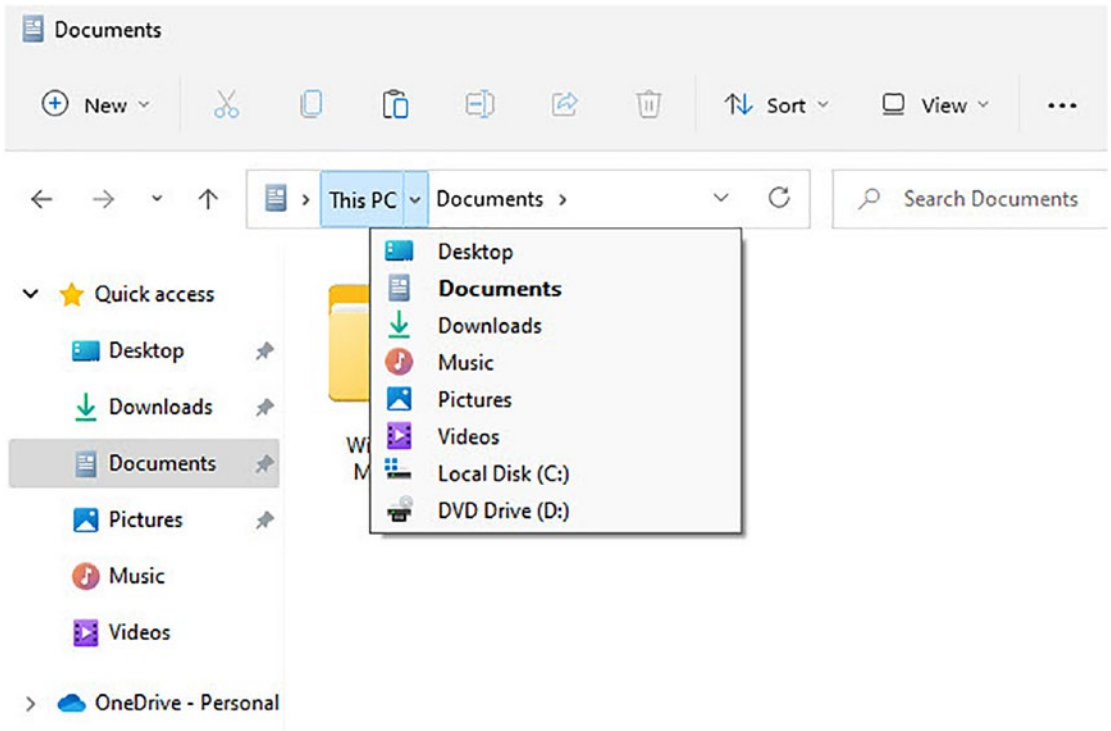 Documents
New Sort View
This PC Documents Search Documents
Desktop
Documents
Downloads
Music
Pictures
Videos
Local Disk (C:)
DVD Drive (D:)
Quick access
Desktop
Downloads
Documents
Pictures
Music
Videos
OneDrive - Personal